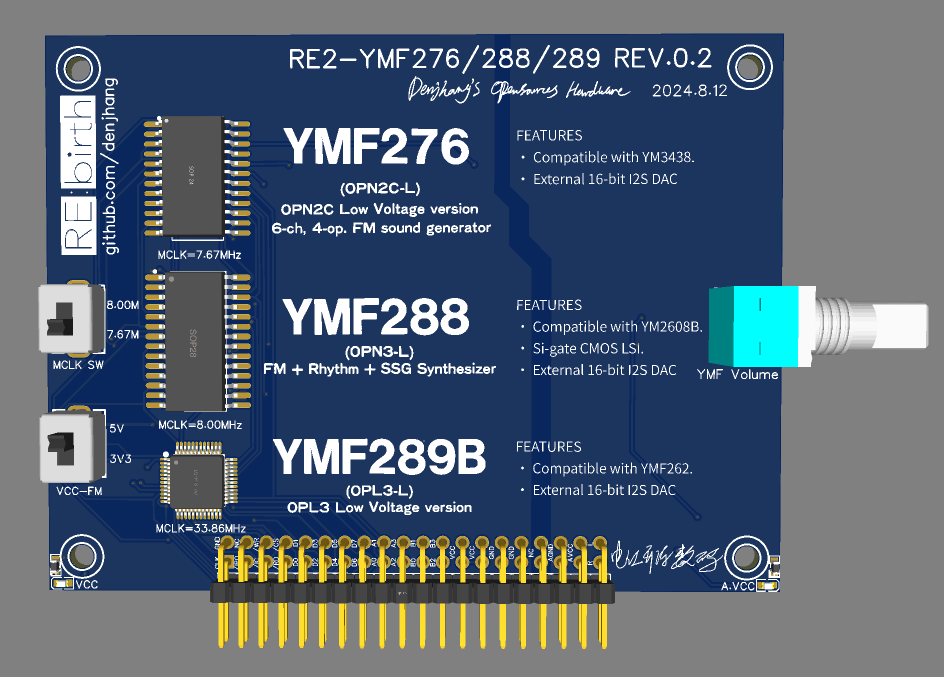 RE2-YMF276/288/289 REV.0.2
Denjhang's Opensources Hardware 2024.8.12
RE:birth
github.com/denjhang
YMF276
(OPN2C-L)
OPN2C Low Voltage version
6-ch, 4-op. FM sound generator
FEATURES
· Compatible with YM3438.
· External 16-bit I2S DAC
SOP 24
MCLK=7.67MHz
8.00M
7.67M
MCLK SW
YMF288
(OPN3-L)
FM + Rhythm + SSG Synthesizer
FEATURES
· Compatible with YM2608B.
· Si-gate CMOS LSI.
· External 16-bit I2S DAC
YMF Volume
SOP28
MCLK=8.00MHz
5V
3V3
VCC-FM
YMF289B
(OPL3-L)
OPL3 Low Voltage version
FEATURES
· Compatible with YMF262.
· External 16-bit I2S DAC
MCLK=33.86MHz
VCC
A.VCC